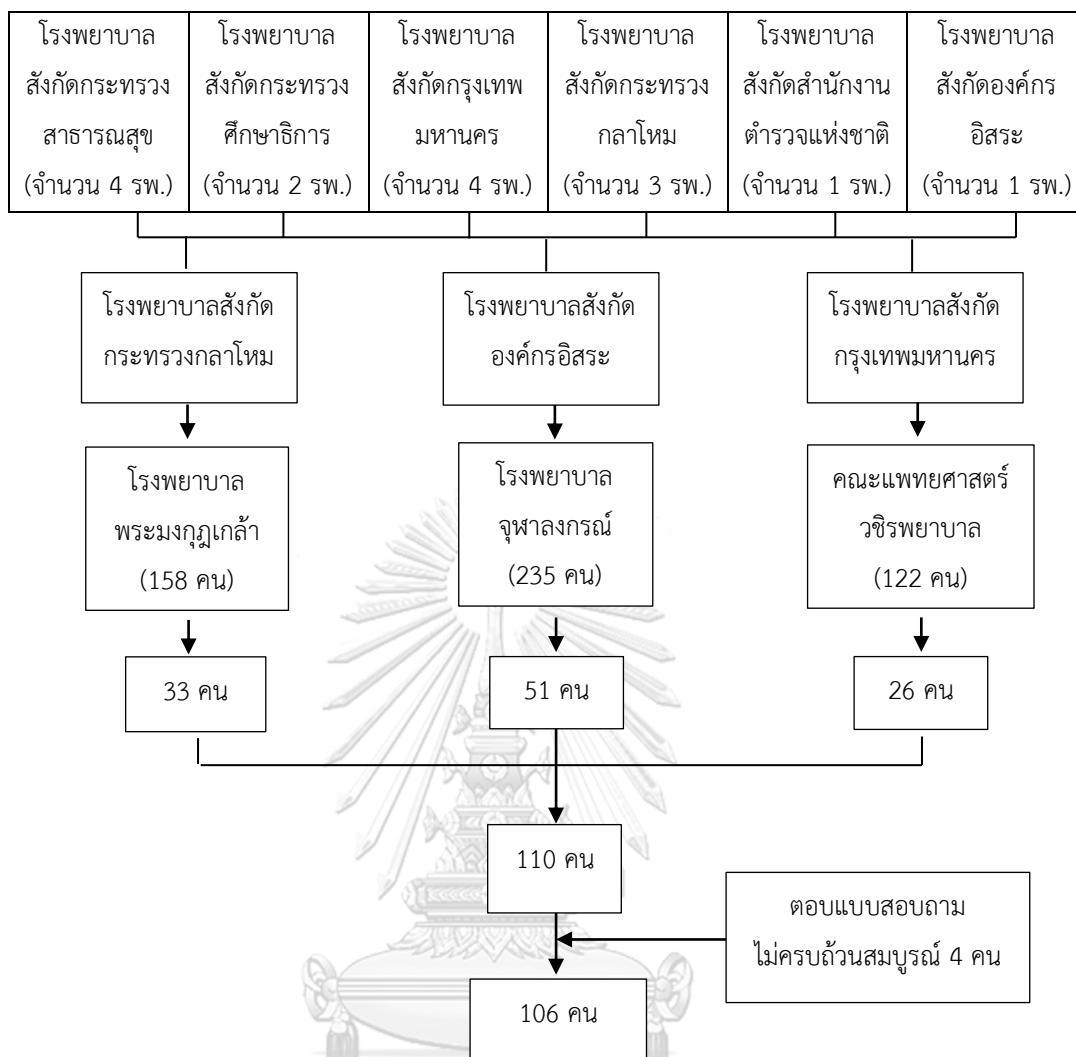 โรงพยาบาล
สังกัดกระทรวง
สาธารณสุข
(จำนวน 4 รพ.)
โรงพยาบาล
สังกัดกระทรวง
ศึกษาธิการ
(จำนวน 2 รพ.)
โรงพยาบาล
สังกัดกรุงเทพ
มหานคร
(จำนวน 4 รพ.)
โรงพยาบาล
สังกัดกระทรวง
กลาโหม
(จำนวน 3 รพ.)
โรงพยาบาล
สังกัดสำนักงาน
ตำรวจแห่งชาติ
(จำนวน 1 รพ.)
โรงพยาบาล
สังกัดองค์กร
อิสระ
(จำนวน 1 รพ.)
โรงพยาบาลสังกัด
กระทรวงกลาโหม
โรงพยาบาลสังกัด
องค์กรอิสระ
โรงพยาบาลสังกัด
กรุงเทพมหานคร
โรงพยาบาล
พระมงกุฎเกล้า
(158 คน)
โรงพยาบาล
จุฬาลงกรณ์
(235 คน)
คณะแพทยศาสตร์
วชิรพยาบาล
(122 คน)
33 คน
51 คน
26 คน
110 คน
ตอบแบบสอบถาม
ไม่ครบถ้วนสมบูรณ์ 4 คน
106 คน